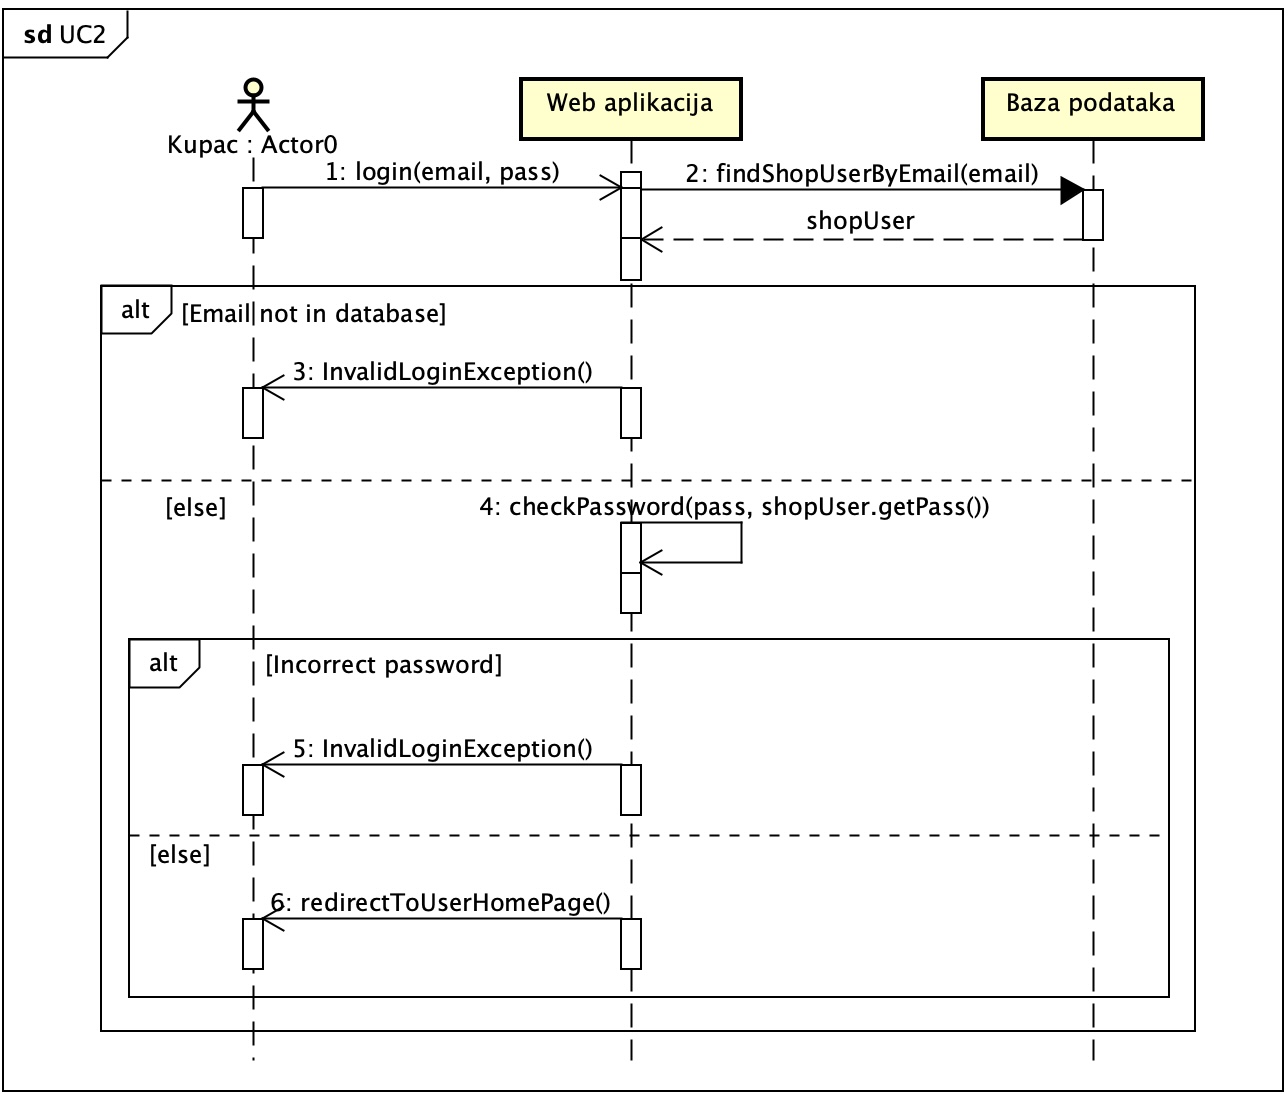 sd UC2
Web aplikacija
Baza podataka
Kupac : Actor0
1: login(email, pass)
2: findShopUserByEmail(email)
shopUser
alt
[Email not in database]
3: InvalidLoginException()
[else]
4: checkPassword(pass, shopUser.getPass())
alt
[Incorrect password]
5: InvalidLoginException()
[else]
6: redirectToUserHomePage()